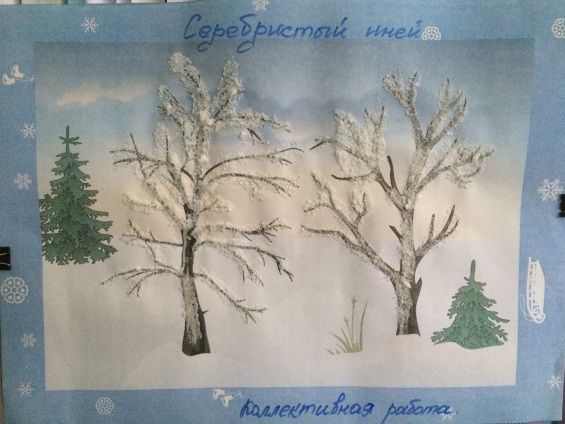 Серебристый иней
Коллективная работа.